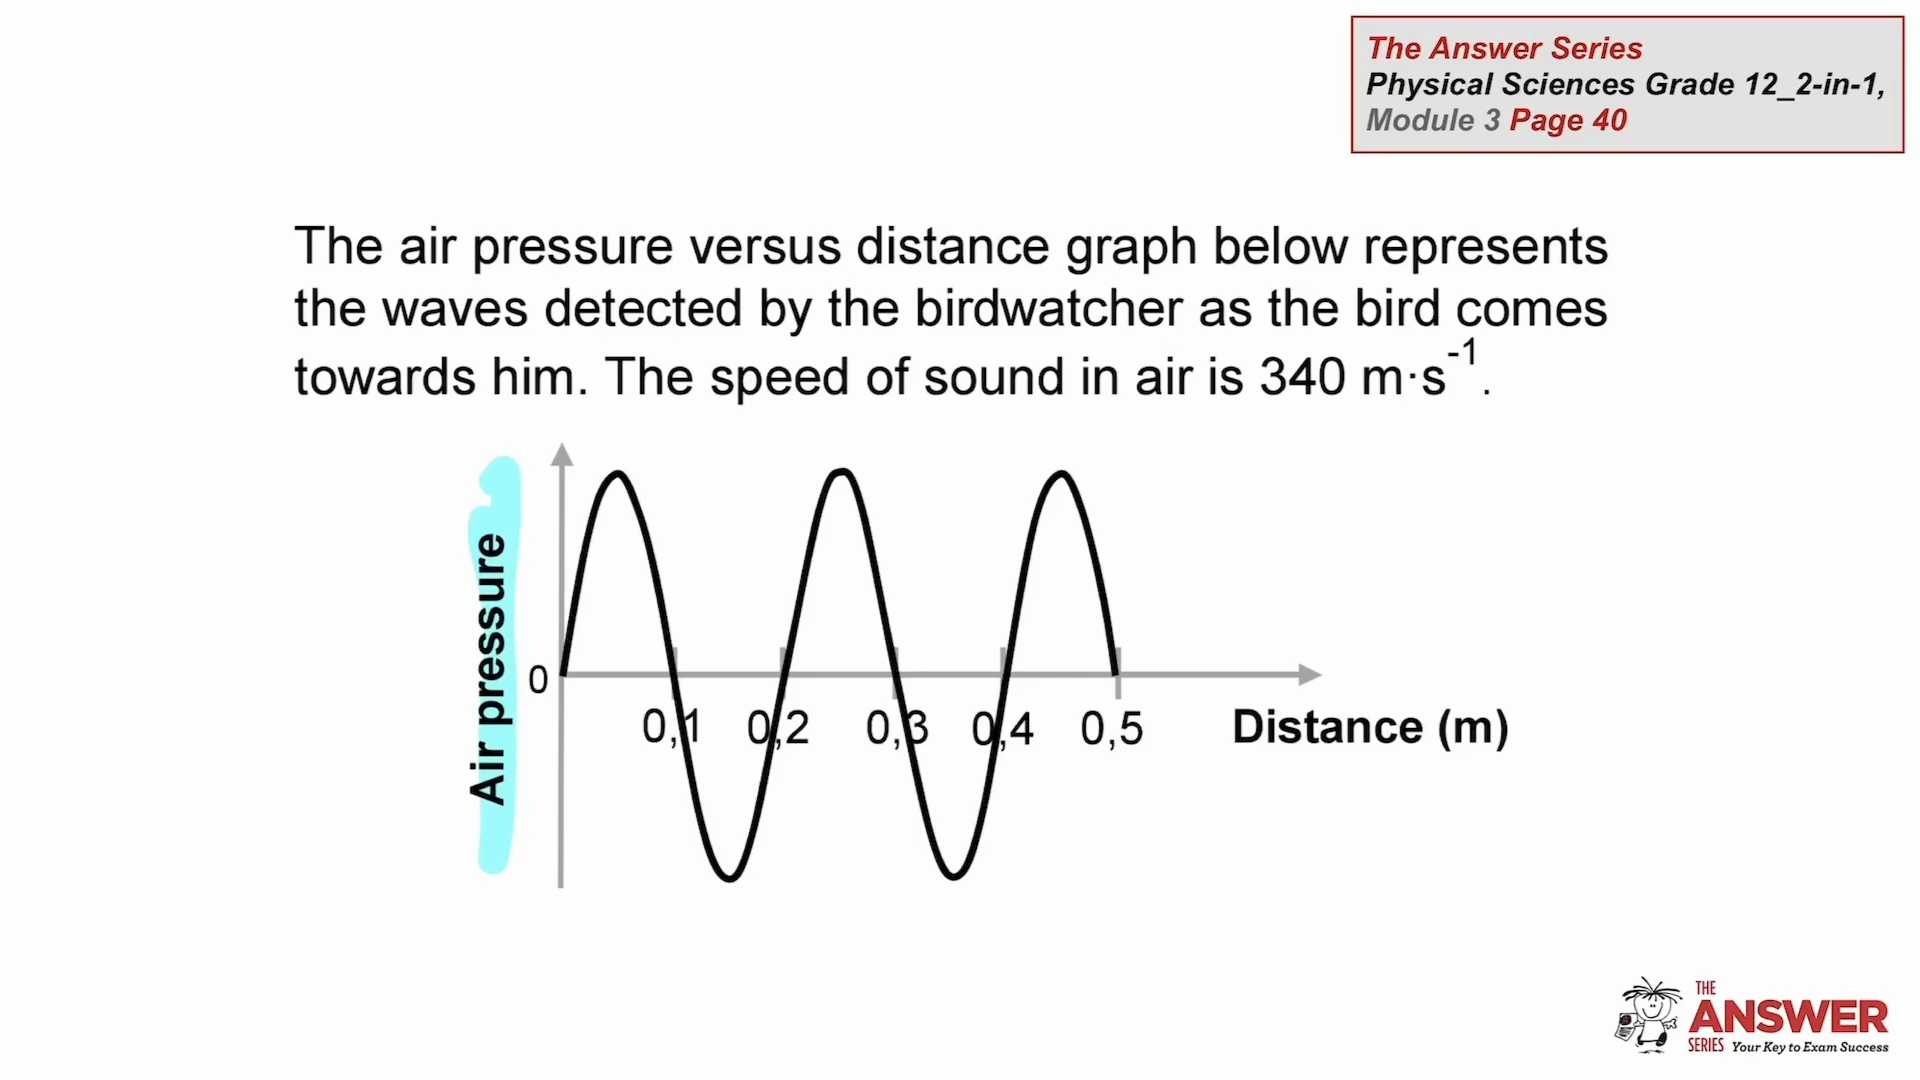 The Answer Series
Physical Sciences Grade 12_2-in-1,
Module 3 Page 40
The air pressure versus distance graph below represents
the waves detected by the birdwatcher as the bird comes
towards him. The speed of sound in air is 340 m·s⁻¹.
Air pressure
0
0,1 0,2 0,3 0,4 0,5 Distance (m)
THE
ANSWER
SERIES Your Key to Exam Success